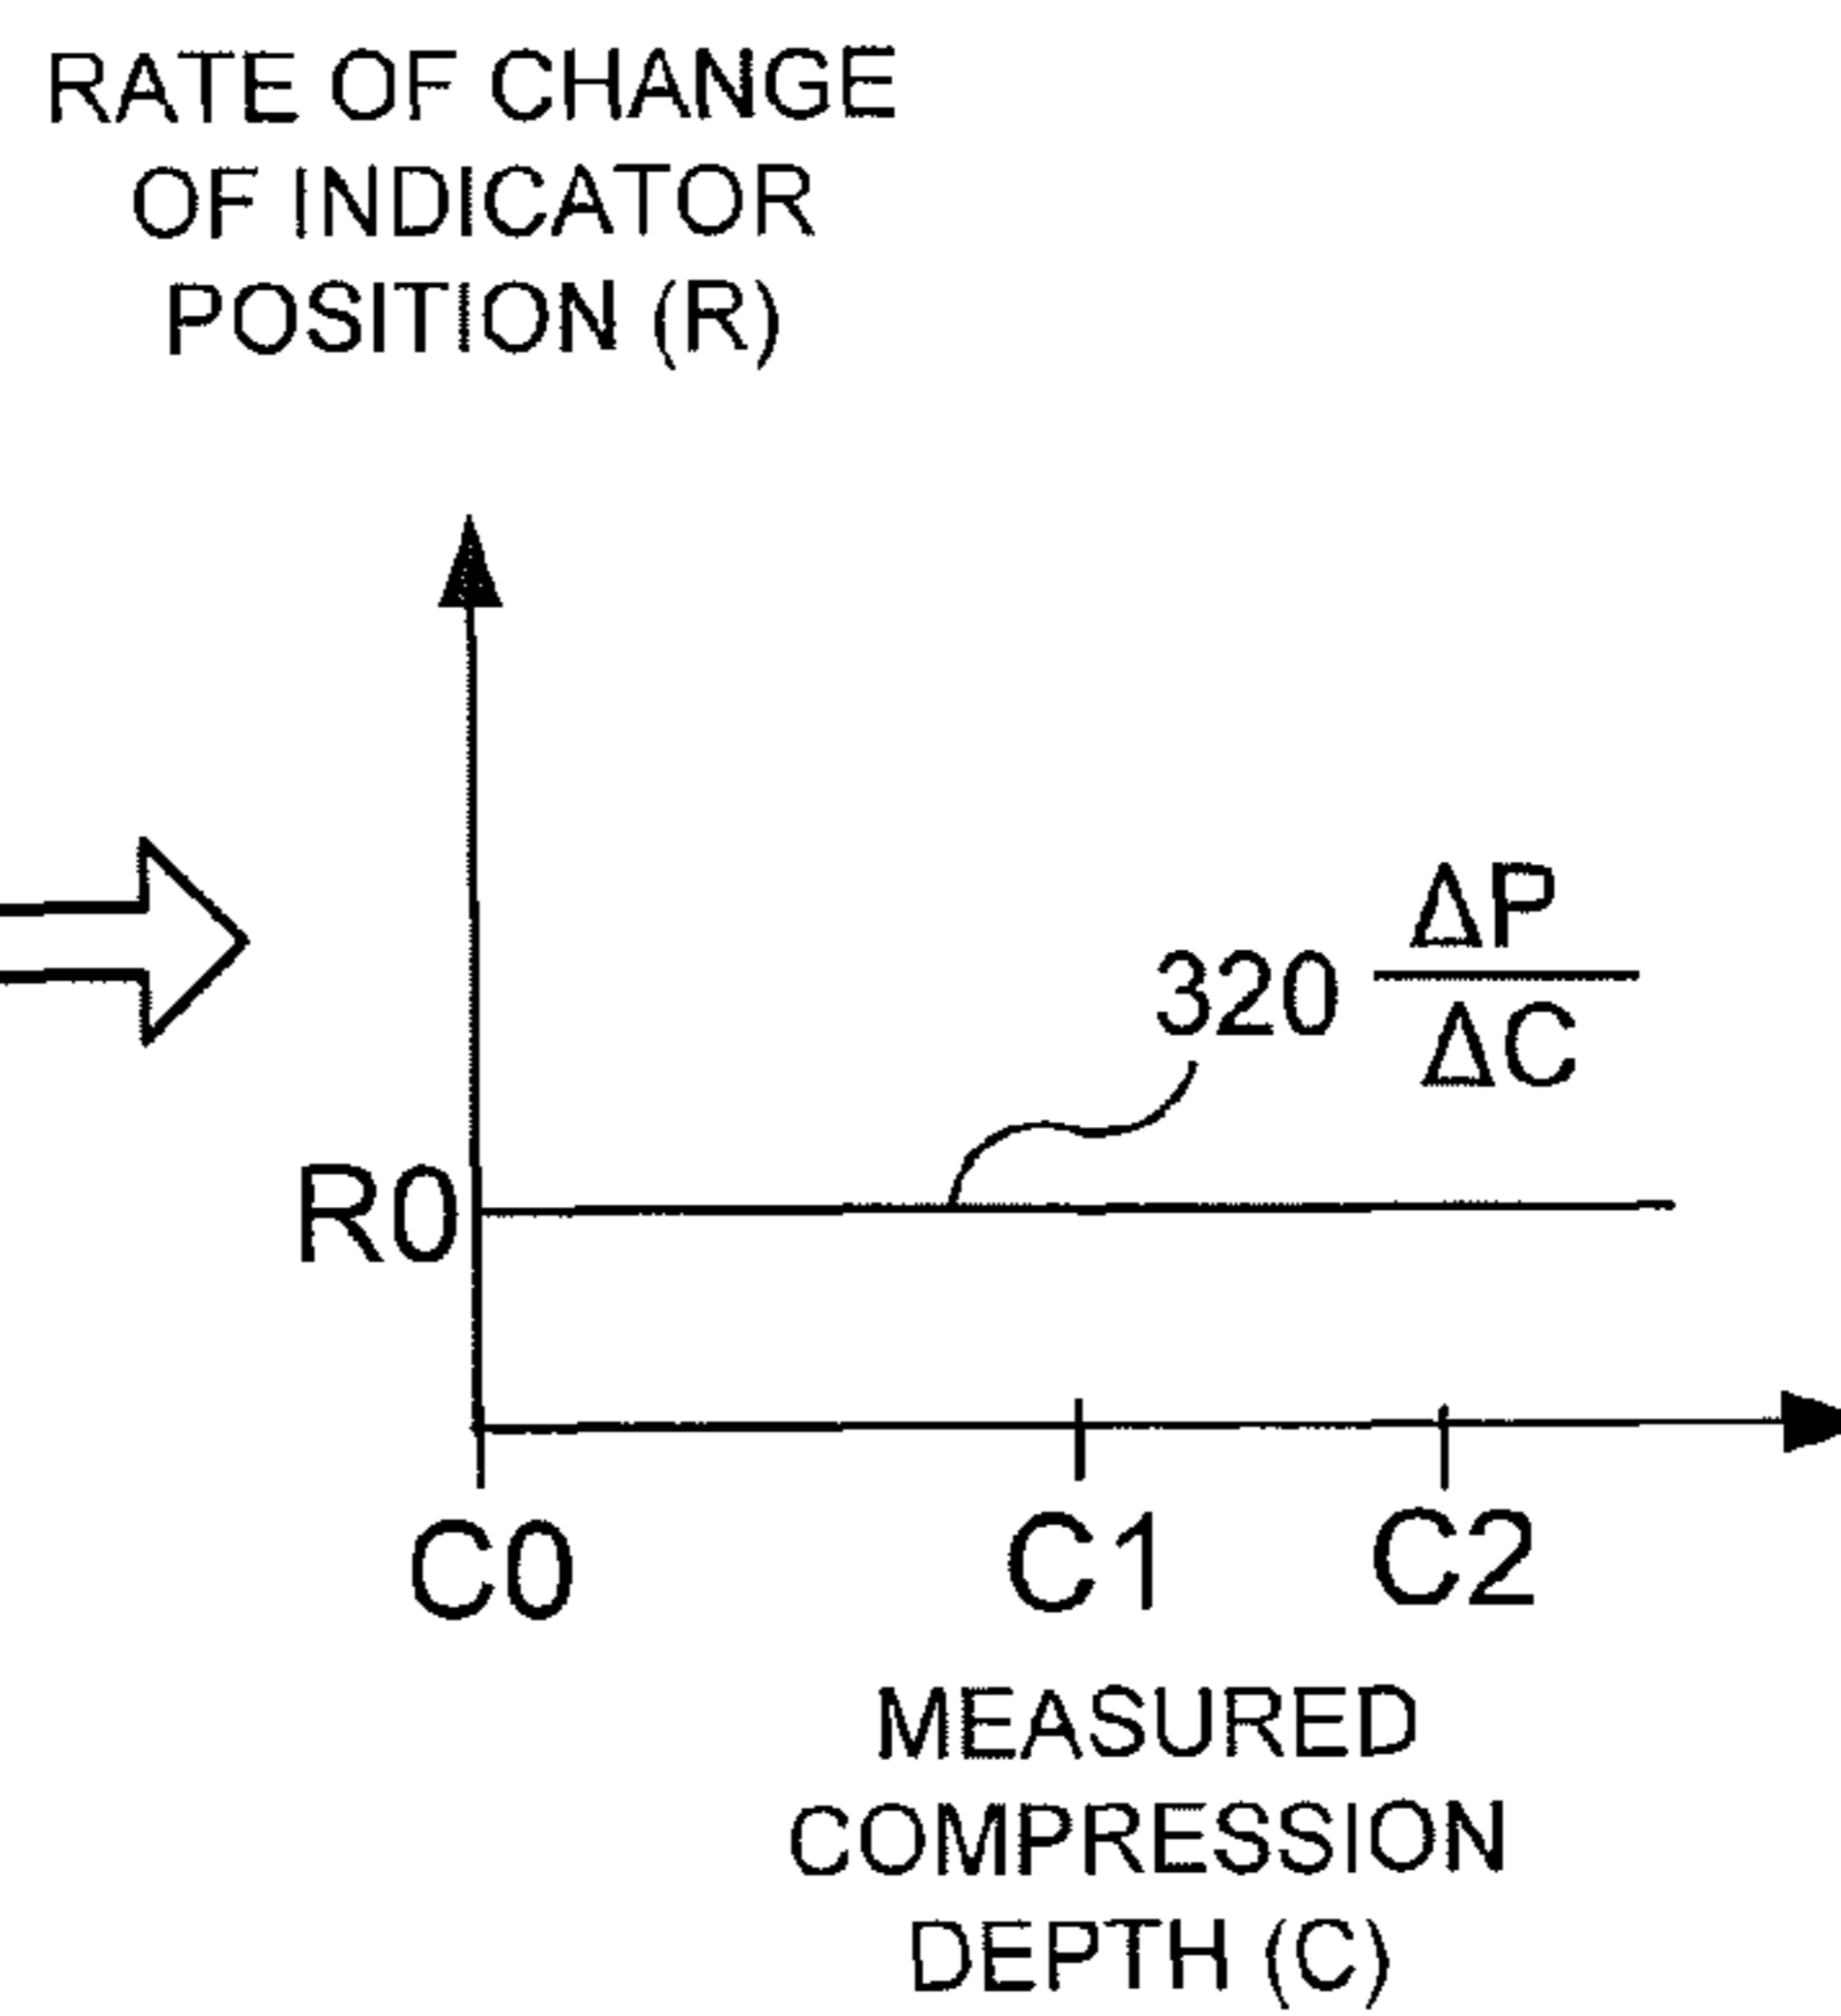 RATE OF CHANGE
OF INDICATOR
POSITION (R)
320 ΔP
ΔC
R0
C0 C1 C2
MEASURED
COMPRESSION
DEPTH (C)